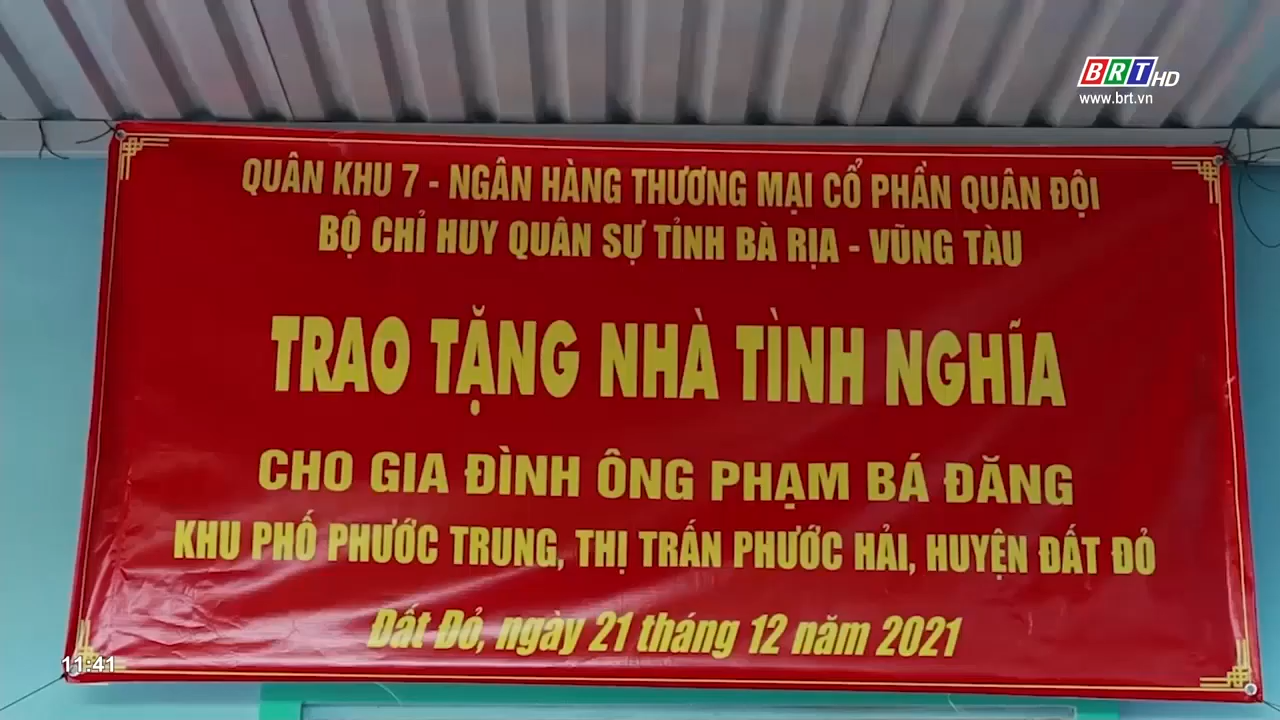 BRT HD
www.brt.vn
QUÂN KHU 7 - NGÂN HÀNG THƯƠNG MẠI CỔ PHẦN QUÂN ĐỘI
BỘ CHỈ HUY QUÂN SỰ TỈNH BÀ RỊA - VŨNG TÀU
TRAO TẶNG NHÀ TÌNH NGHĨA
CHO GIA ĐÌNH ÔNG PHẠM BÁ ĐĂNG
KHU PHỐ PHƯỚC TRUNG, THỊ TRẤN PHƯỚC HẢI, HUYỆN ĐẤT ĐỎ
Đất Đỏ, ngày 21 tháng 12 năm 2021
11:41